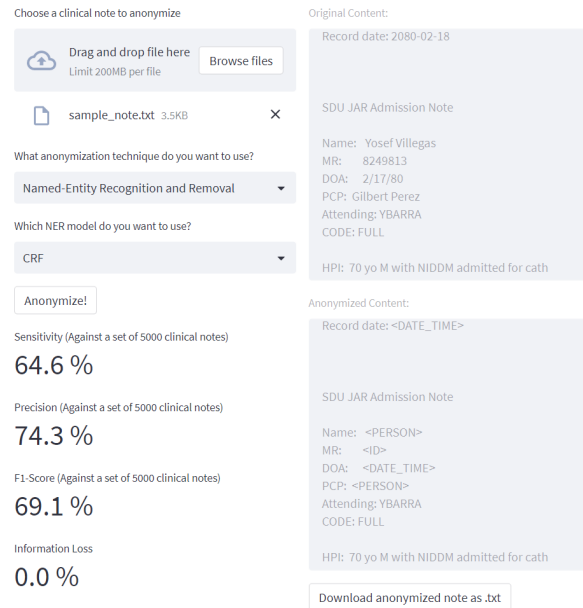 Choose a clinical note to anonymize
Drag and drop file here
Limit 200MB per file
Browse files
sample_note.txt 3.5KB
What anonymization technique do you want to use?
Named-Entity Recognition and Removal
Which NER model do you want to use?
CRF
Anonymize!
Sensitivity (Against a set of 5000 clinical notes)
64.6 %
Precision (Against a set of 5000 clinical notes)
74.3 %
F1-Score (Against a set of 5000 clinical notes)
69.1 %
Information Loss
0.0 %
Original Content:
Record date: 2080-02-18
SDU JAR Admission Note
Name: Yosef Villegas
MR: 8249813
DOA: 2/17/80
PCP: Gilbert Perez
Attending: YBARRA
CODE: FULL
HPI: 70 yo M with NIDDM admitted for cath
Anonymized Content:
Record date: <DATE_TIME>
SDU JAR Admission Note
Name: <PERSON>
MR: <ID>
DOA: <DATE_TIME>
PCP: <PERSON>
Attending: YBARRA
CODE: FULL
HPI: 70 yo M with NIDDM admitted for cath
Download anonymized note as .txt